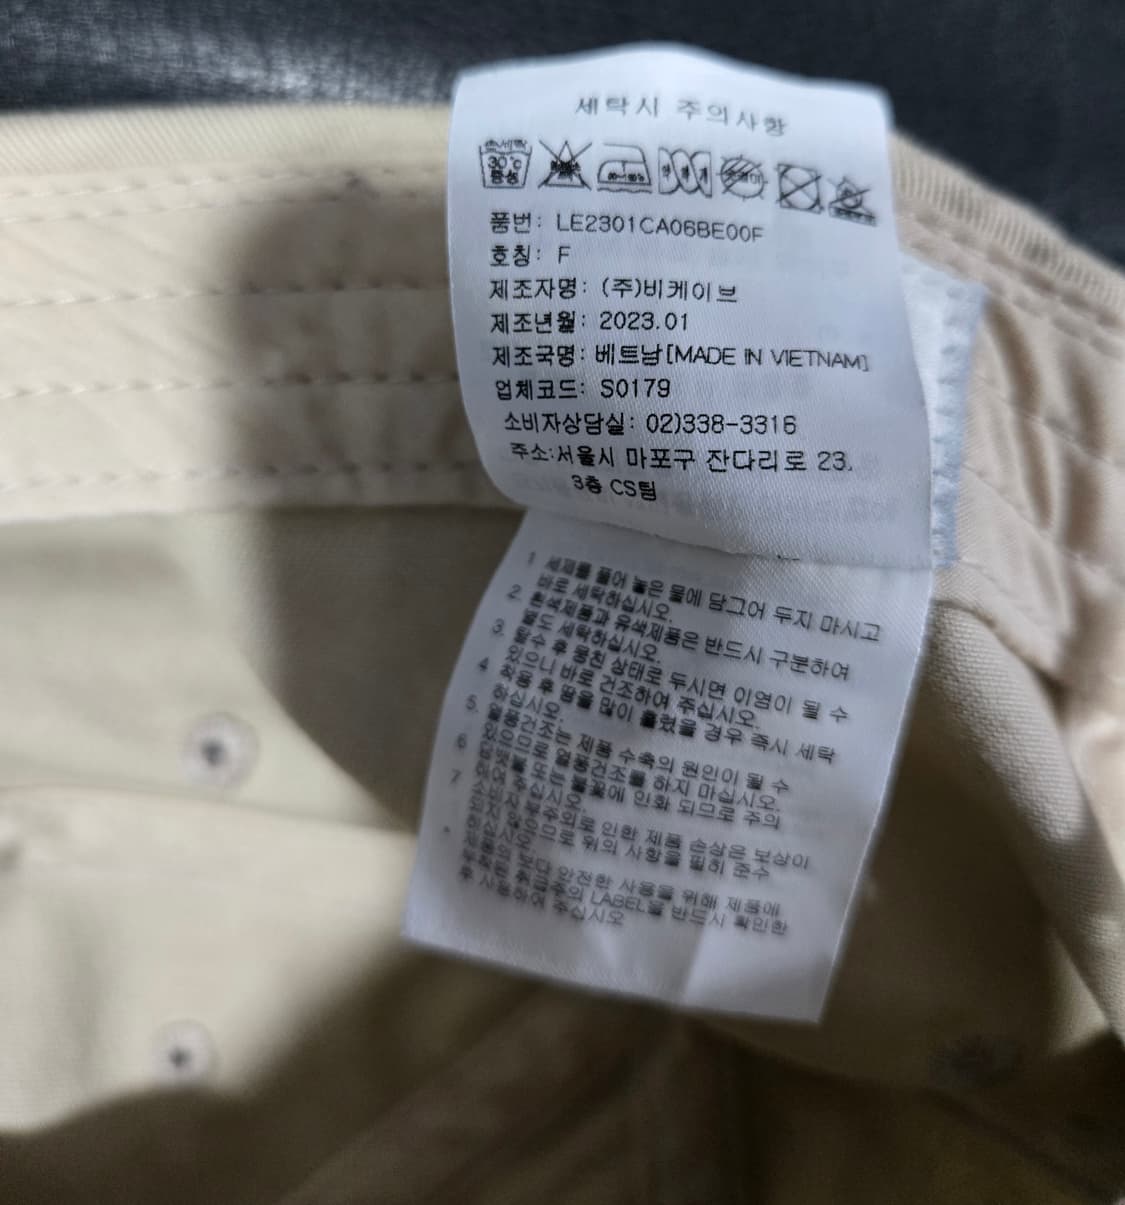 세탁시 주의사항
손세탁
30℃
중성
품번: LE2301CA06BE00F
호칭: F
제조자명: (주)비케이브
제조년월: 2023.01
제조국명: 베트남[MADE IN VIETNAM]
업체코드: S0179
소비자상담실: 02)338-3316
주소:서울시 마포구 잔다리로 23,
3층 CS팀
1 세제를 풀어 놓은 물에 담그어 두지 마시고
바로 세탁하십시오.
2 흰색제품과 유색제품은 반드시 구분하여
별도 세탁하십시오.
3 탈수 후 뭉친 상태로 두시면 이염이 될 수
있으니 바로 건조하여 주십시오.
4 착용 후 땀을 많이 흘렸을 경우 즉시 세탁
하십시오.
5 열풍건조는 제품 수축의 원인이 될 수
있으므로 열풍건조를 하지 마십시오.
6 담뱃불 또는 불꽃에 인화 되므로 주의
하여 주십시오.
7 소비자 부주의로 인한 제품 손상은 보상이
되지 않으므로 위의 사항을 필히 준수
하십시오.
* 제품의 보다 안전한 사용을 위해 제품에
부착된 취급주의 LABEL을 반드시 확인한
후 사용하여 주십시오